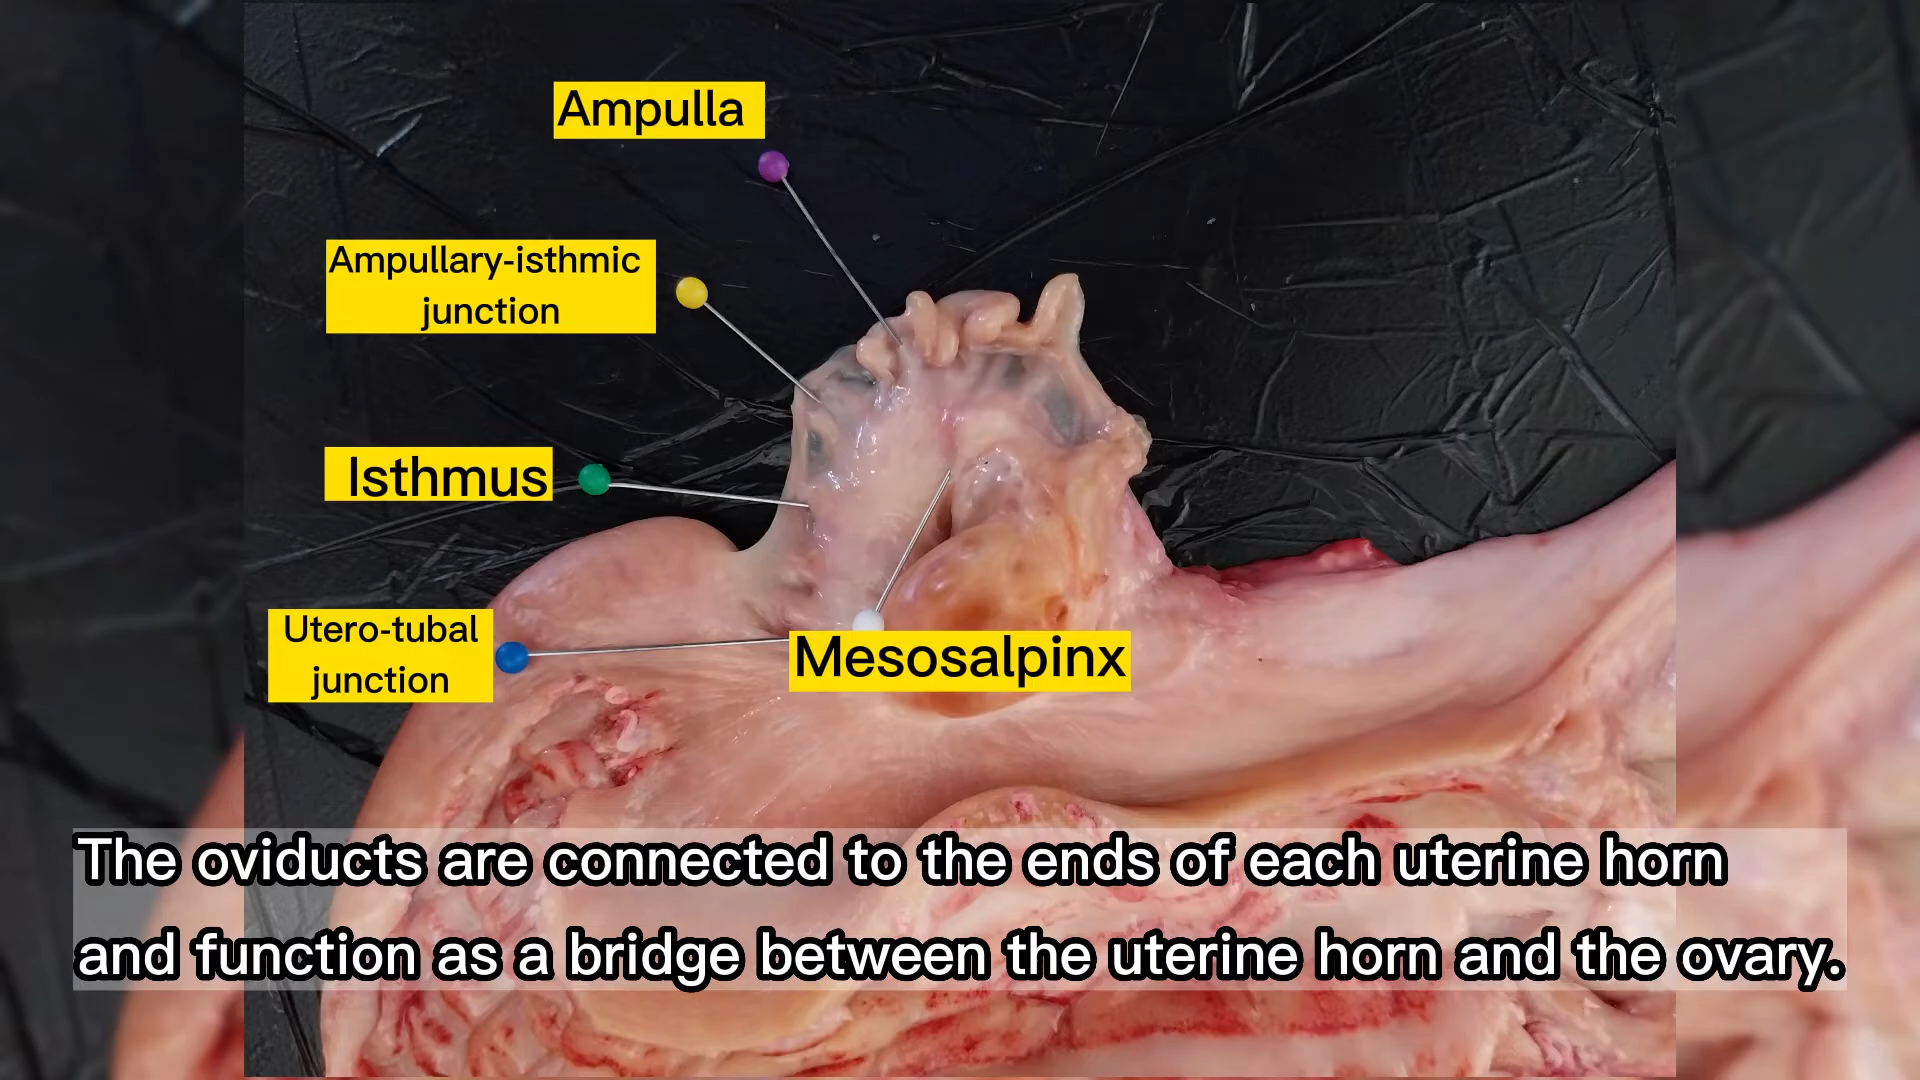 Ampulla
Ampullary-isthmic
junction
Isthmus
Utero-tubal
junction
Mesosalpinx
The oviducts are connected to the ends of each uterine horn
and function as a bridge between the uterine horn and the ovary.